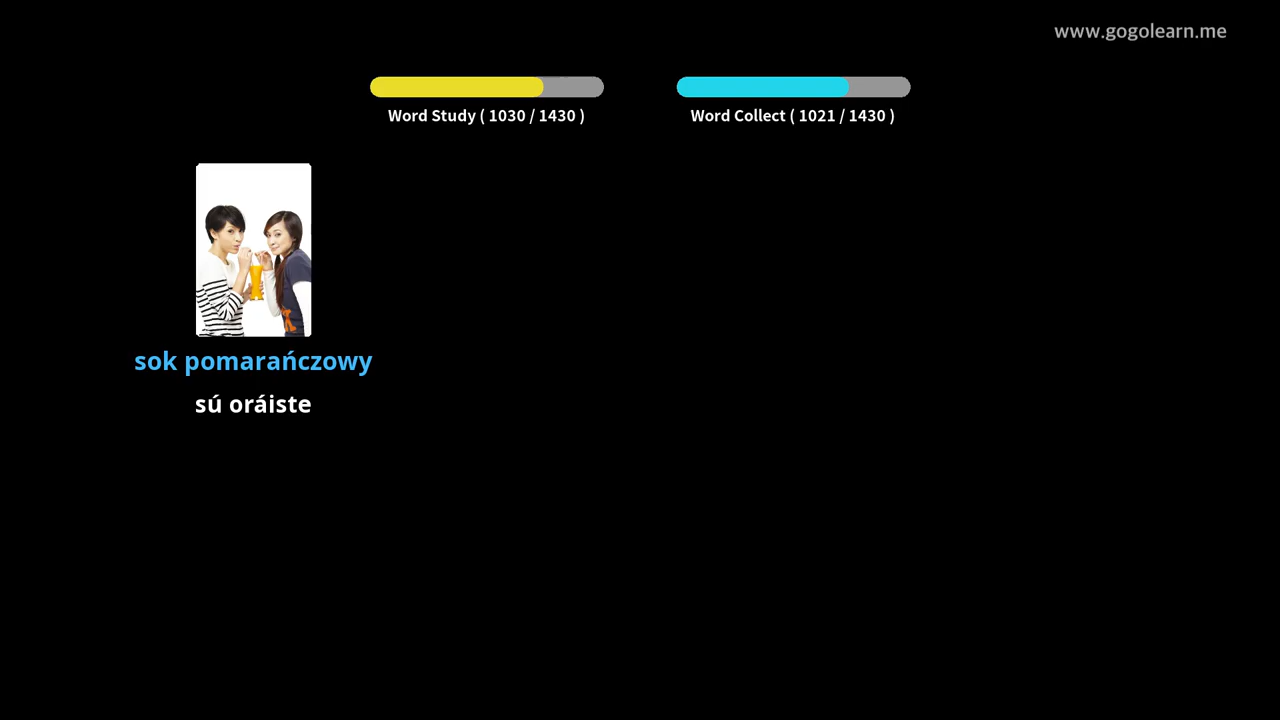 www.gogolearn.me
Word Study ( 1030 / 1430 )
Word Collect ( 1021 / 1430 )
sok pomarańczowy
sú oráiste